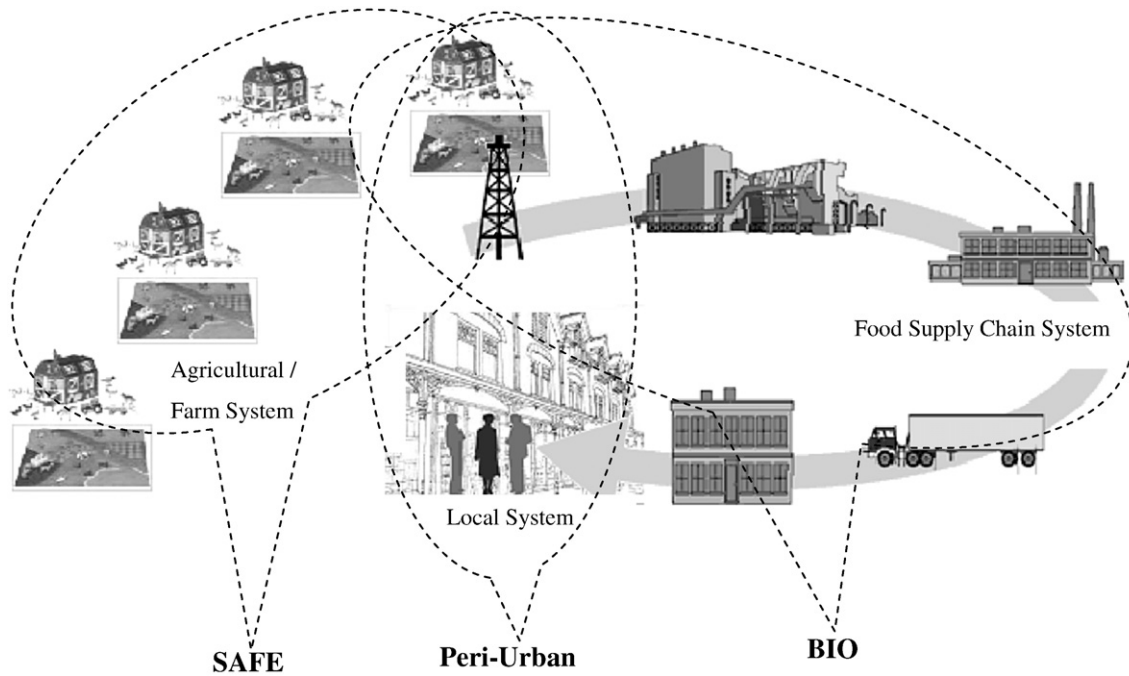 Food Supply Chain System
Agricultural /
Farm System
Local System
SAFE
Peri-Urban
BIO